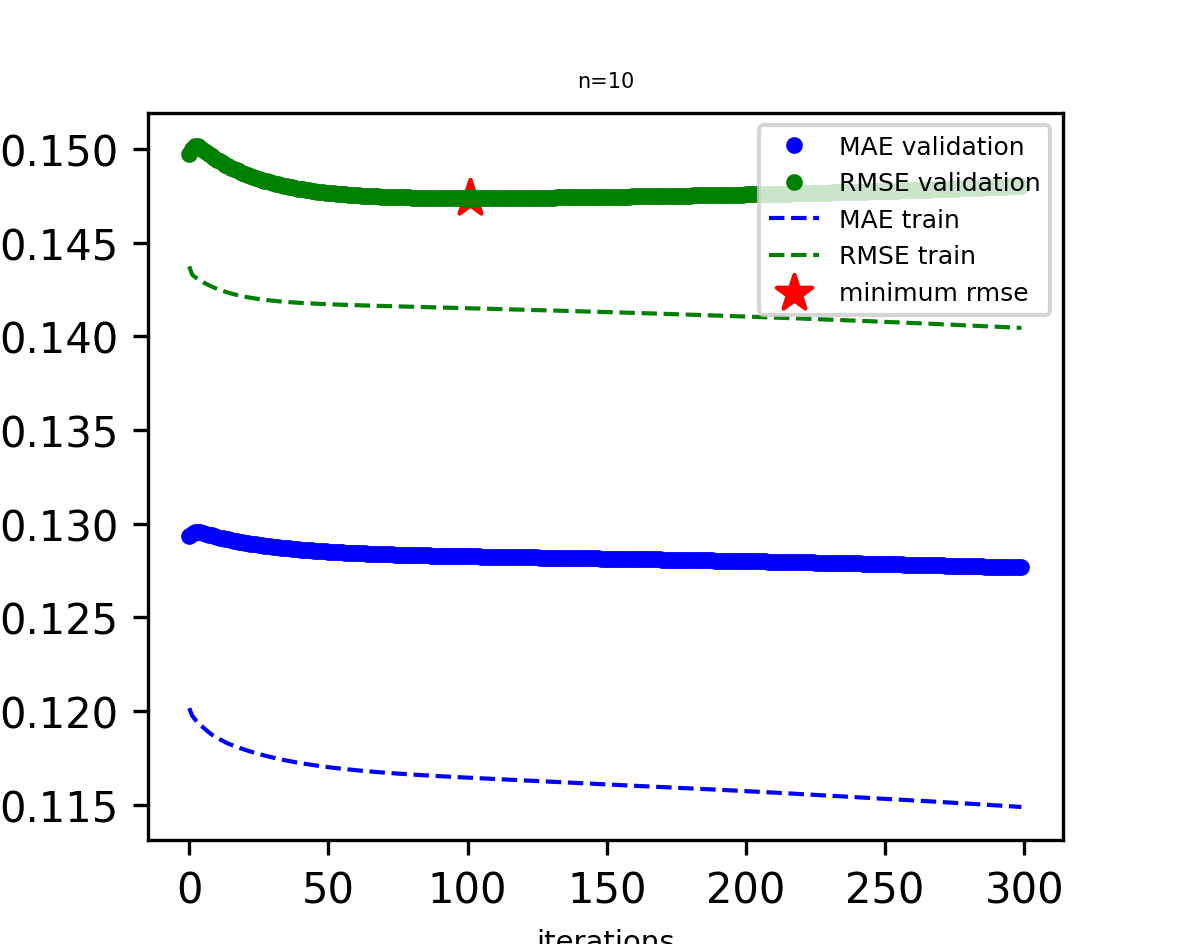 n=10
0.150
0.145
0.140
0.135
0.130
0.125
0.120
0.115
MAE validation
RMSE validation
MAE train
RMSE train
minimum rmse
0 50 100 150 200 250 300
iterations